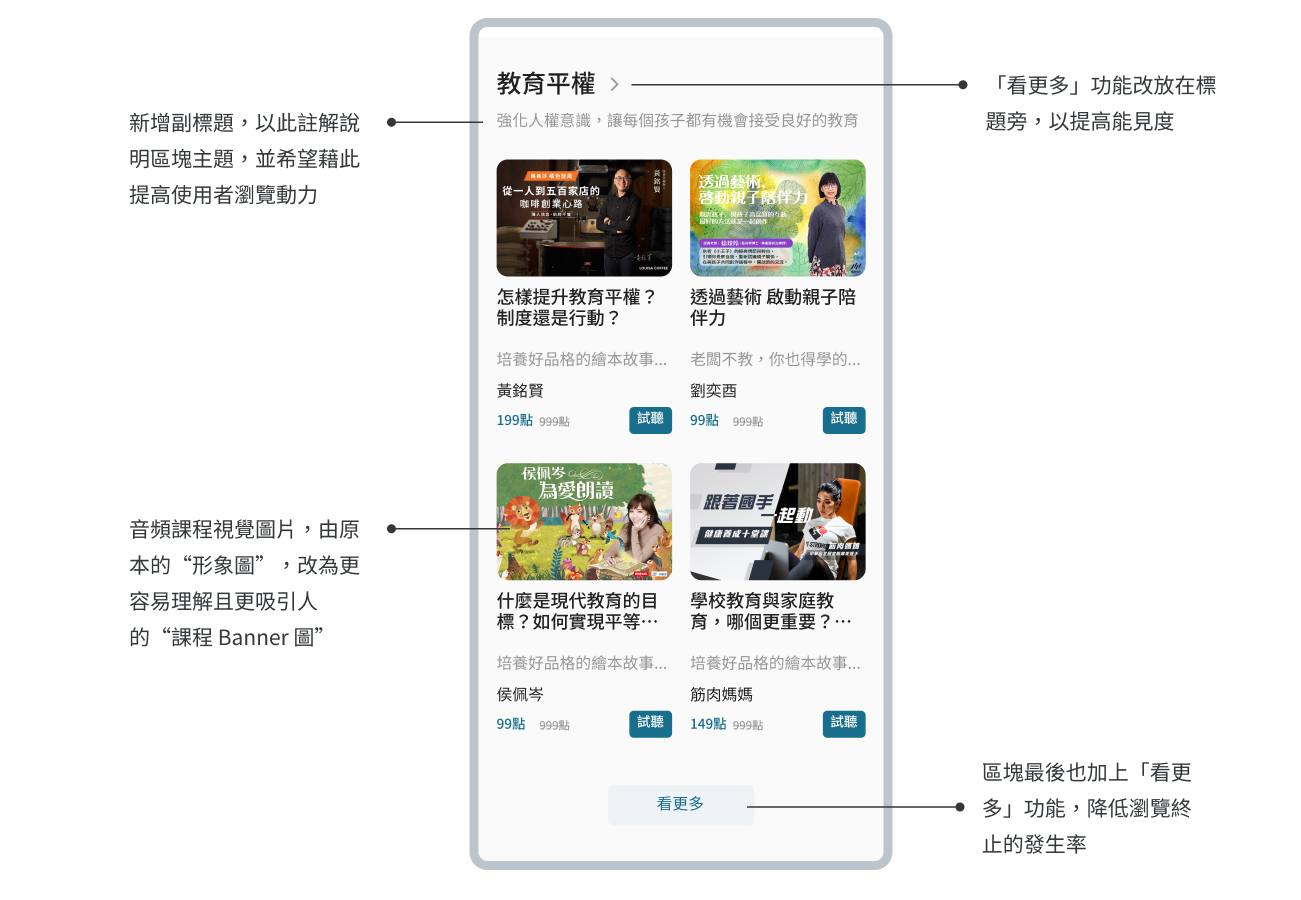 教育平權
強化人權意識，讓每個孩子都有機會接受良好的教育
「看更多」功能改放在標
題旁，以提高能見度
新增副標題，以此註解說
明區塊主題，並希望藉此
提高使用者瀏覽動力
從一人到五百家店的
咖啡創業心路
黃銘賢
LOUISA COFFEE
透過藝術，
啓動親子陪伴力
怎樣提升教育平權？
制度還是行動？
培養好品格的繪本故事...
黃銘賢
199點 999點
試聽
透過藝術 啟動親子陪
伴力
老闆不教，你也得學的...
劉奕酉
99點 999點
試聽
音頻課程視覺圖片，由原
本的“形象圖”，改為更
容易理解且更吸引人
的“課程 Banner 圖”
侯佩岑
為愛朗讀
跟著國手
一起動
健康養成十堂課
什麼是現代教育的目
標？如何實現平等⋯
培養好品格的繪本故事...
侯佩岑
99點 999點
試聽
學校教育與家庭教
育，哪個更重要？⋯
培養好品格的繪本故事...
筋肉媽媽
149點 999點
試聽
看更多
區塊最後也加上「看更
多」功能，降低瀏覽終
止的發生率